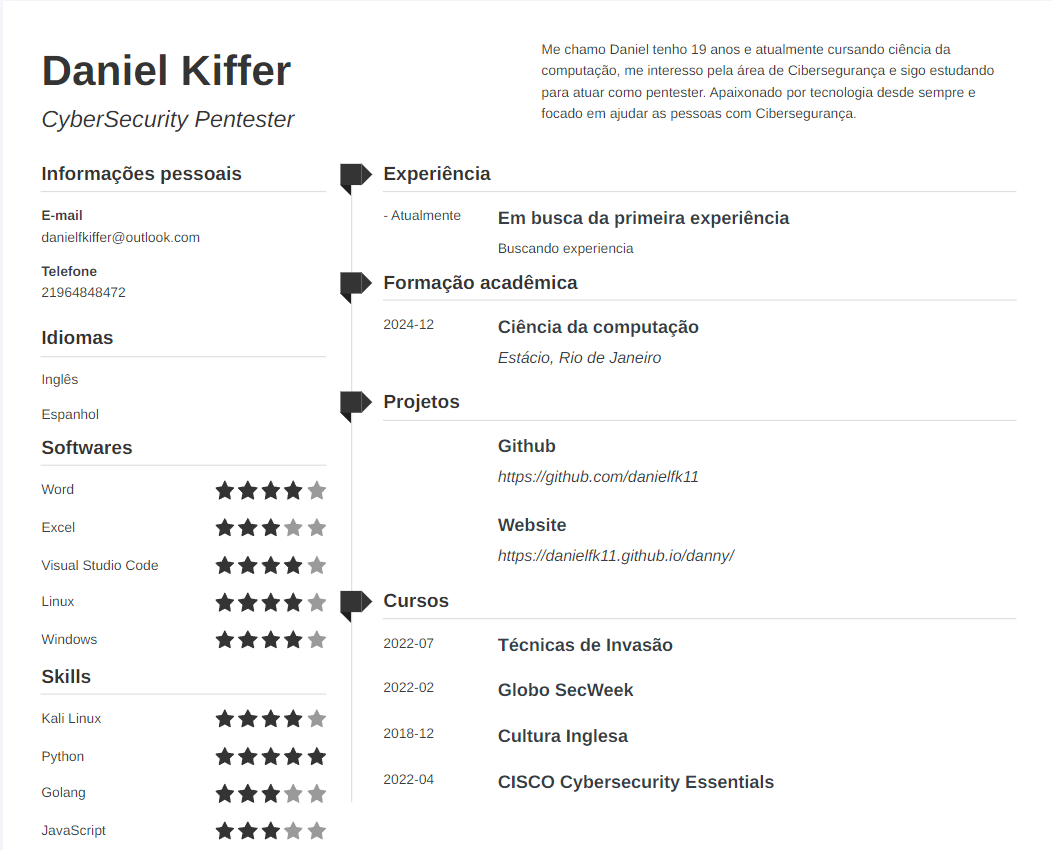 Daniel Kiffer
CyberSecurity Pentester
Me chamo Daniel tenho 19 anos e atualmente cursando ciência da
computação, me interesso pela área de Cibersegurança e sigo estudando
para atuar como pentester. Apaixonado por tecnologia desde sempre e
focado em ajudar as pessoas com Cibersegurança.
Informações pessoais
E-mail
danielfkiffer@outlook.com
Telefone
21964848472
Idiomas
Inglês
Espanhol
Softwares
Word
Excel
Visual Studio Code
Linux
Windows
Skills
Kali Linux
Python
Golang
JavaScript
Experiência
- Atualmente Em busca da primeira experiência
Buscando experiencia
Formação acadêmica
2024-12 Ciência da computação
Estácio, Rio de Janeiro
Projetos
Github
https://github.com/danielfk11
Website
https://danielfk11.github.io/danny/
Cursos
2022-07 Técnicas de Invasão
2022-02 Globo SecWeek
2018-12 Cultura Inglesa
2022-04 CISCO Cybersecurity Essentials